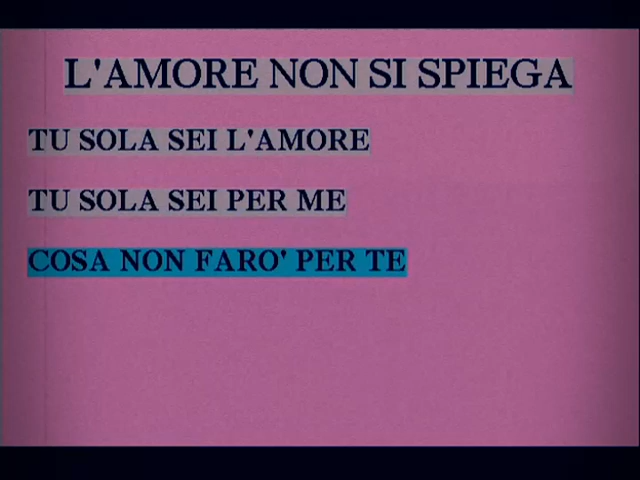 L'AMORE NON SI SPIEGA
TU SOLA SEI L'AMORE
TU SOLA SEI PER ME
COSA NON FARO' PER TE